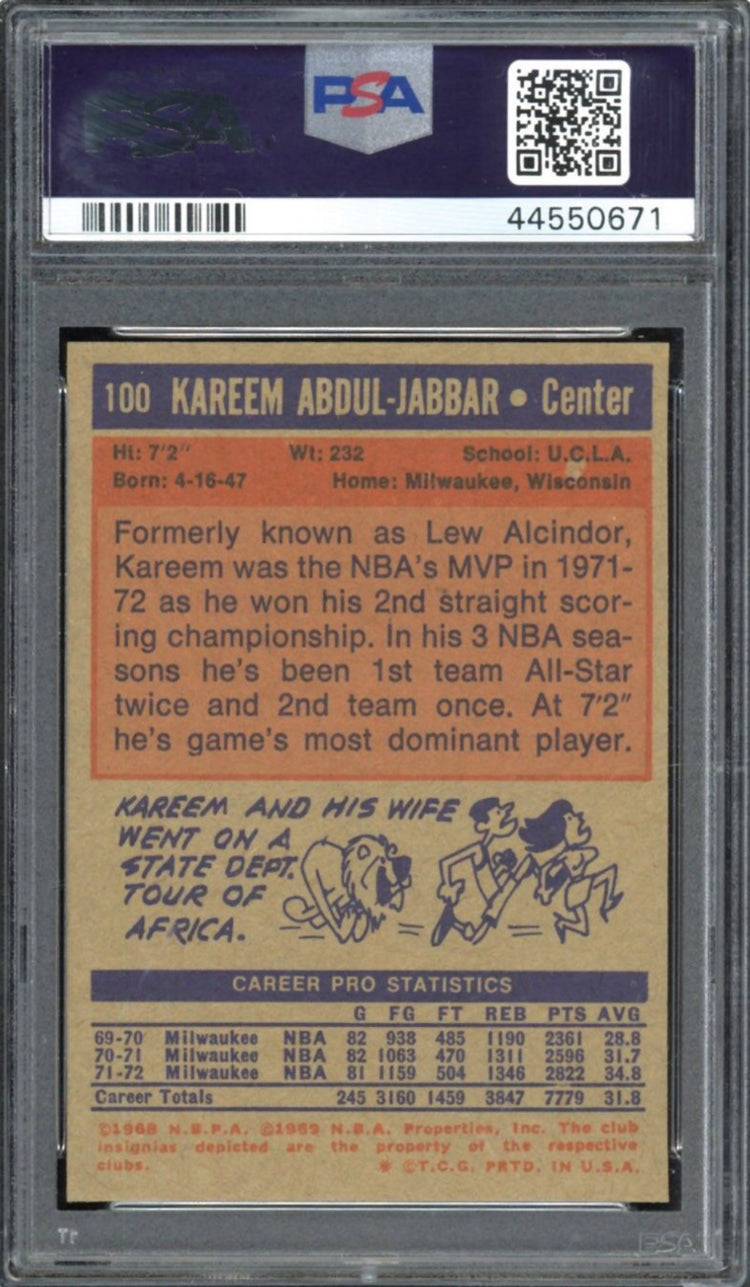 PSA
PSA
44550671
100 KAREEM ABDUL-JABBAR • Center
Ht: 7'2" Wt: 232 School: U.C.L.A.
Born: 4-16-47 Home: Milwaukee, Wisconsin
Formerly known as Lew Alcindor,
Kareem was the NBA's MVP in 1971-
72 as he won his 2nd straight scor-
ing championship. In his 3 NBA sea-
sons he's been 1st team All-Star
twice and 2nd team once. At 7'2"
he's game's most dominant player.
KAREEM AND HIS WIFE
WENT ON A
STATE DEPT.
TOUR OF
AFRICA.
CAREER PRO STATISTICS
G FG FT REB PTS AVG
69-70 Milwaukee NBA 82 938 485 1190 2361 28.8
70-71 Milwaukee NBA 82 1063 470 1311 2596 31.7
71-72 Milwaukee NBA 81 1159 504 1346 2822 34.8
Career Totals 245 3160 1459 3847 7779 31.8
©1968 N.B.P.A. ©1969 N.B.A. Properties, Inc. The club
insignias depicted are the property of the respective
clubs. * ©T.C.G. PRTD. IN U.S.A.
PSA